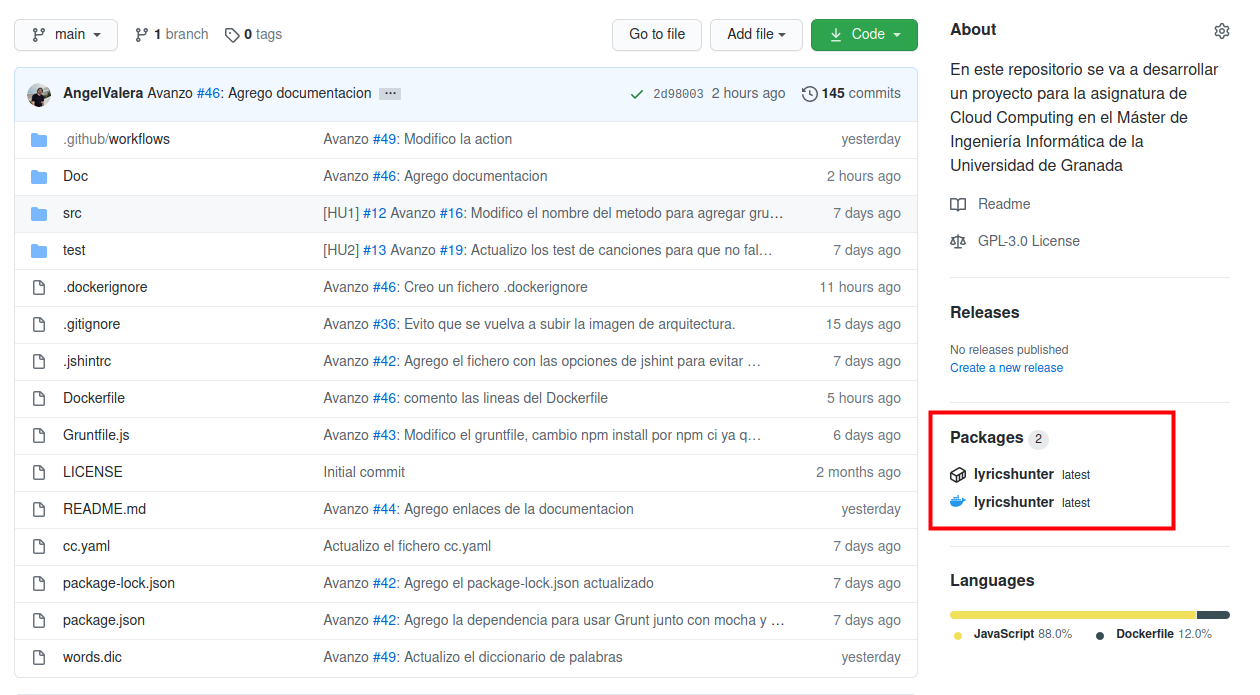 main
1 branch
0 tags
Go to file
Add file
Code
AngelValera Avanzo #46: Agrego documentacion ...
2d98003 2 hours ago
145 commits
.github/workflows Avanzo #49: Modifico la action yesterday
Doc Avanzo #46: Agrego documentacion 2 hours ago
src [HU1] #12 Avanzo #16: Modifico el nombre del metodo para agregar gru… 7 days ago
test [HU2] #13 Avanzo #19: Actualizo los test de canciones para que no fal… 7 days ago
.dockerignore Avanzo #46: Creo un fichero .dockerignore 11 hours ago
.gitignore Avanzo #36: Evito que se vuelva a subir la imagen de arquitectura. 15 days ago
.jshintrc Avanzo #42: Agrego el fichero con las opciones de jshint para evitar … 7 days ago
Dockerfile Avanzo #46: comento las lineas del Dockerfile 5 hours ago
Gruntfile.js Avanzo #43: Modifico el gruntfile, cambio npm install por npm ci ya q… 6 days ago
LICENSE Initial commit 2 months ago
README.md Avanzo #44: Agrego enlaces de la documentacion yesterday
cc.yaml Actualizo el fichero cc.yaml 7 days ago
package-lock.json Avanzo #42: Agrego el package-lock.json actualizado 7 days ago
package.json Avanzo #42: Agrego la dependencia para usar Grunt junto con mocha y … 7 days ago
words.dic Avanzo #49: Actualizo el diccionario de palabras yesterday
About
En este repositorio se va a desarrollar
un proyecto para la asignatura de
Cloud Computing en el Máster de
Ingeniería Informática de la
Universidad de Granada
Readme
GPL-3.0 License
Releases
No releases published
Create a new release
Packages 2
lyricshunter latest
lyricshunter latest
Languages
JavaScript 88.0% Dockerfile 12.0%